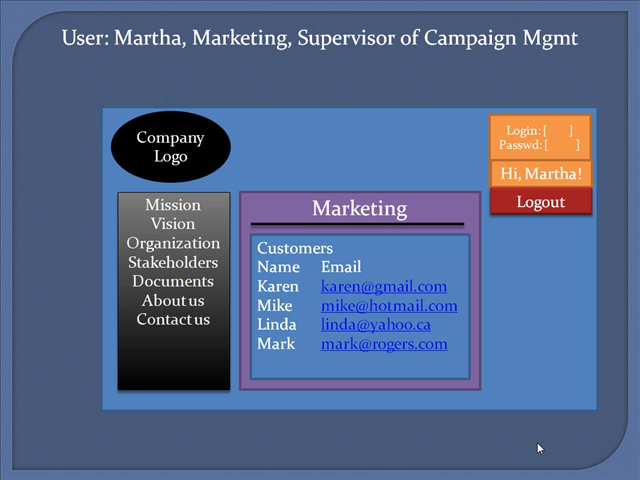 User: Martha, Marketing, Supervisor of Campaign Mgmt
Company
Logo
Login: [ ]
Passwd: [ ]
Hi, Martha!
Logout
Mission
Vision
Organization
Stakeholders
Documents
About us
Contact us
Marketing
Customers
Name Email
Karen karen@gmail.com
Mike mike@hotmail.com
Linda linda@yahoo.ca
Mark mark@rogers.com